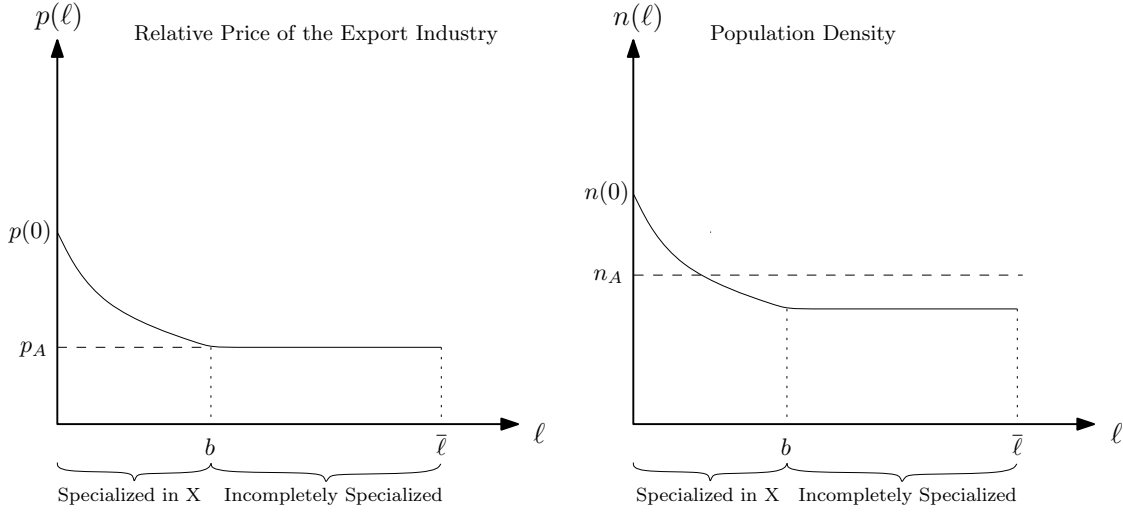 p(ℓ)
Relative Price of the Export Industry
p(0)
p_A
b
ℓ̅
ℓ
Specialized in X
Incompletely Specialized
n(ℓ)
Population Density
n(0)
n_A
b
ℓ̅
ℓ
Specialized in X
Incompletely Specialized